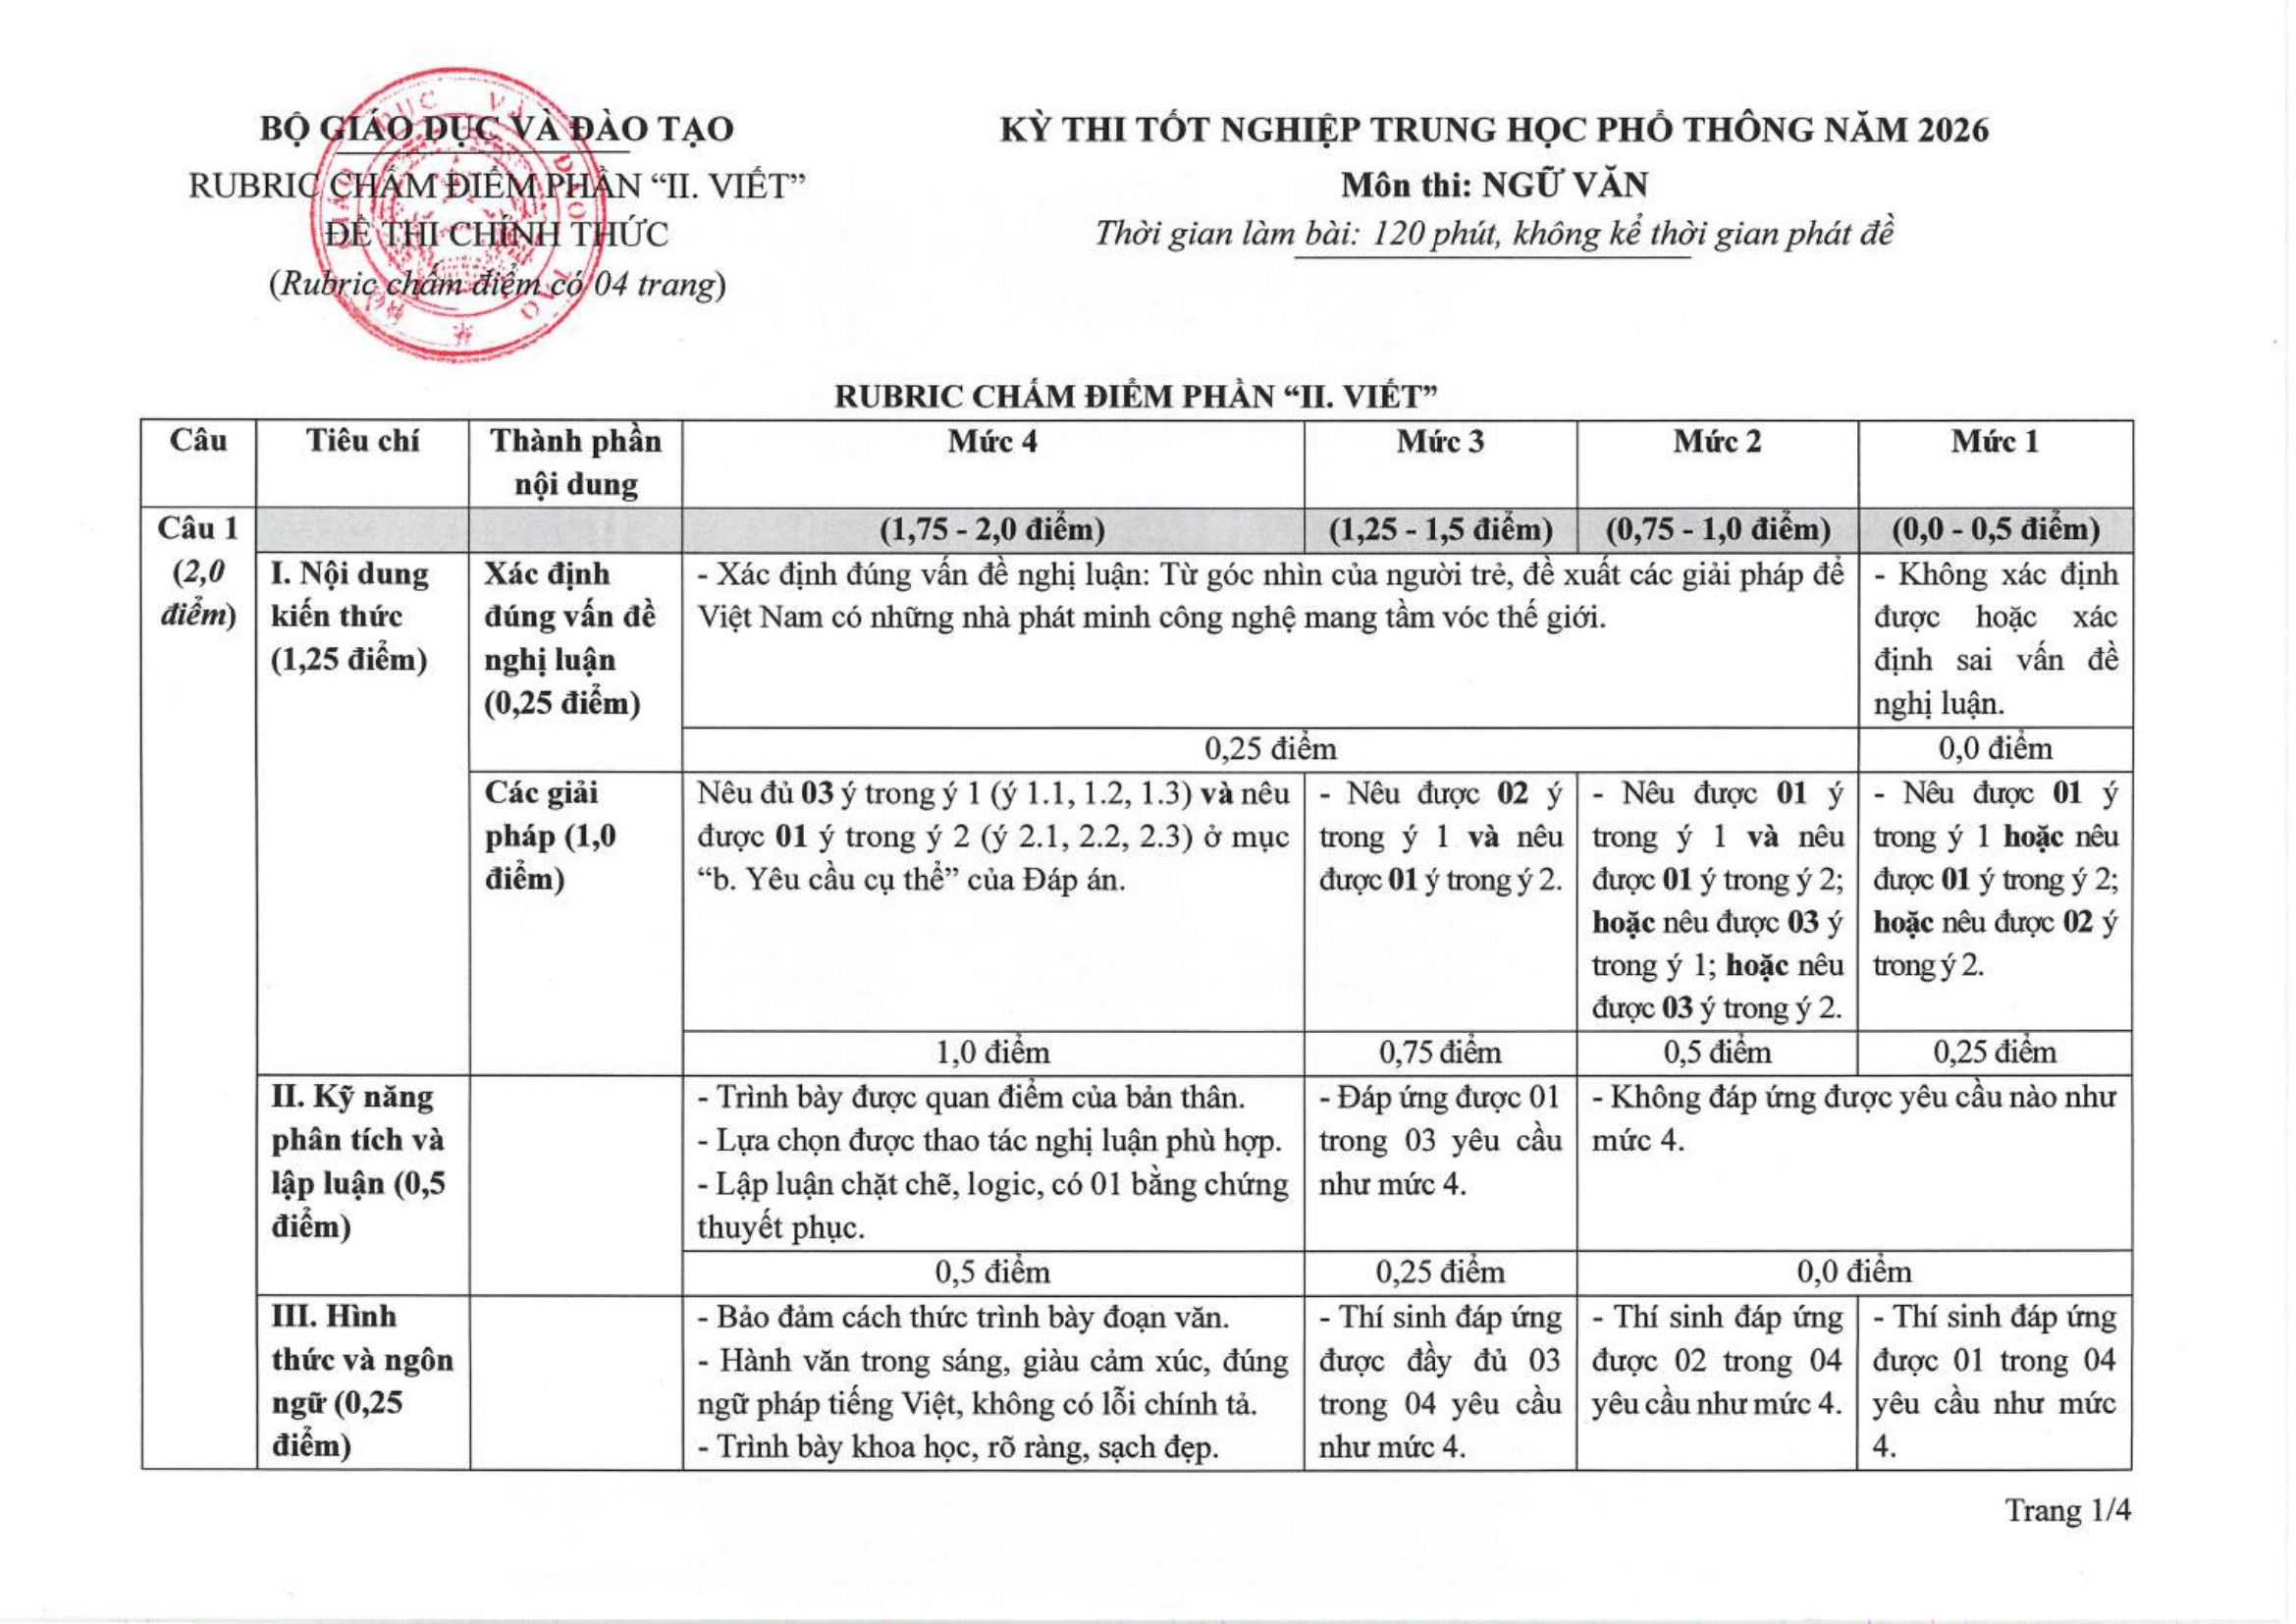 BỘ GIÁO DỤC VÀ ĐÀO TẠO
RUBRIC CHẤM ĐIỂM PHẦN “II. VIẾT”
ĐỀ THI CHÍNH THỨC
(Rubric chấm điểm có 04 trang)
KỲ THI TỐT NGHIỆP TRUNG HỌC PHỔ THÔNG NĂM 2026
Môn thi: NGỮ VĂN
Thời gian làm bài: 120 phút, không kể thời gian phát đề
RUBRIC CHẤM ĐIỂM PHẦN “II. VIẾT”
Câu
Tiêu chí
Thành phần
nội dung
Mức 4
Mức 3
Mức 2
Mức 1
Câu 1
(2,0
điểm)
(1,75 - 2,0 điểm)
(1,25 - 1,5 điểm)
(0,75 - 1,0 điểm)
(0,0 - 0,5 điểm)
I. Nội dung
kiến thức
(1,25 điểm)
Xác định
đúng vấn đề
nghị luận
(0,25 điểm)
- Xác định đúng vấn đề nghị luận: Từ góc nhìn của người trẻ, đề xuất các giải pháp để
Việt Nam có những nhà phát minh công nghệ mang tầm vóc thế giới.
- Không xác định
được hoặc xác
định sai vấn đề
nghị luận.
0,25 điểm
0,0 điểm
Các giải
pháp (1,0
điểm)
Nêu đủ 03 ý trong ý 1 (ý 1.1, 1.2, 1.3) và nêu
được 01 ý trong ý 2 (ý 2.1, 2.2, 2.3) ở mục
“b. Yêu cầu cụ thể” của Đáp án.
- Nêu được 02 ý
trong ý 1 và nêu
được 01 ý trong ý 2.
- Nêu được 01 ý
trong ý 1 và nêu
được 01 ý trong ý 2;
hoặc nêu được 03 ý
trong ý 1; hoặc nêu
được 03 ý trong ý 2.
- Nêu được 01 ý
trong ý 1 hoặc nêu
được 01 ý trong ý 2;
hoặc nêu được 02 ý
trong ý 2.
1,0 điểm
0,75 điểm
0,5 điểm
0,25 điểm
II. Kỹ năng
phân tích và
lập luận (0,5
điểm)
- Trình bày được quan điểm của bản thân.
- Lựa chọn được thao tác nghị luận phù hợp.
- Lập luận chặt chẽ, logic, có 01 bằng chứng
thuyết phục.
- Đáp ứng được 01
trong 03 yêu cầu
như mức 4.
- Không đáp ứng được yêu cầu nào như
mức 4.
0,5 điểm
0,25 điểm
0,0 điểm
III. Hình
thức và ngôn
ngữ (0,25
điểm)
- Bảo đảm cách thức trình bày đoạn văn.
- Hành văn trong sáng, giàu cảm xúc, đúng
ngữ pháp tiếng Việt, không có lỗi chính tả.
- Trình bày khoa học, rõ ràng, sạch đẹp.
- Thí sinh đáp ứng
được đầy đủ 03
trong 04 yêu cầu
như mức 4.
- Thí sinh đáp ứng
được 02 trong 04
yêu cầu như mức 4.
- Thí sinh đáp ứng
được 01 trong 04
yêu cầu như mức
4.
Trang 1/4